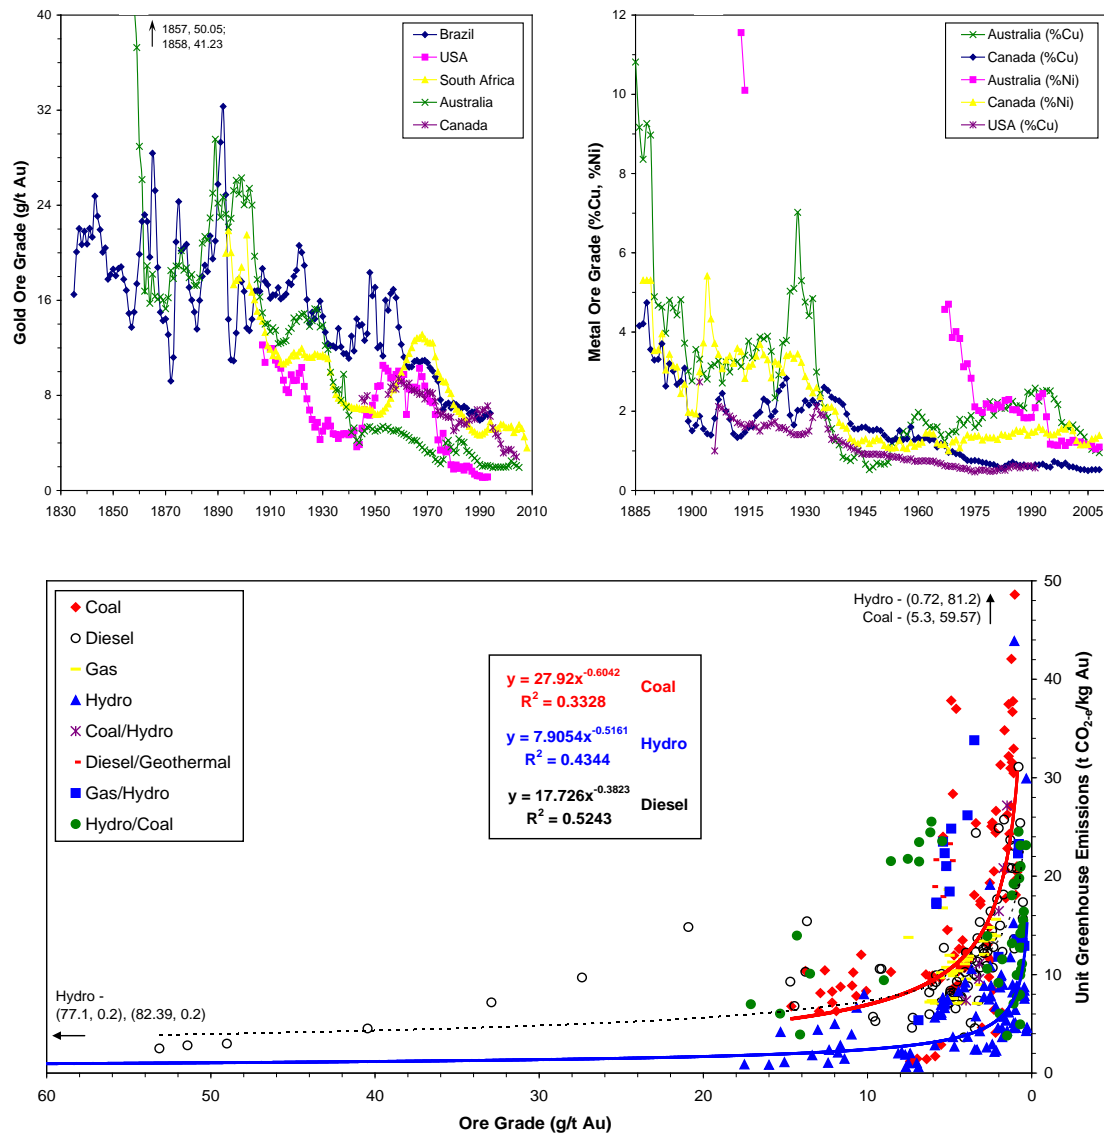 1857, 50.05;
1858, 41.23
Brazil
USA
South Africa
Australia
Canada
Gold Ore Grade (g/t Au)
40
32
24
16
8
0
1830 1850 1870 1890 1910 1930 1950 1970 1990 2010
Australia (%Cu)
Canada (%Cu)
Australia (%Ni)
Canada (%Ni)
USA (%Cu)
Metal Ore Grade (%Cu, %Ni)
12
10
8
6
4
2
0
1885 1900 1915 1930 1945 1960 1975 1990 2005
Coal
Diesel
Gas
Hydro
Coal/Hydro
Diesel/Geothermal
Gas/Hydro
Hydro/Coal
y = 27.92x-0.6042 Coal
R2 = 0.3328
y = 7.9054x-0.5161 Hydro
R2 = 0.4344
y = 17.726x-0.3823 Diesel
R2 = 0.5243
Hydro - (0.72, 81.2)
Coal - (5.3, 59.57)
Hydro -
(77.1, 0.2), (82.39, 0.2)
50
40
30
20
10
0
Unit Greenhouse Emissions (t CO2-e/kg Au)
60 50 40 30 20 10 0
Ore Grade (g/t Au)